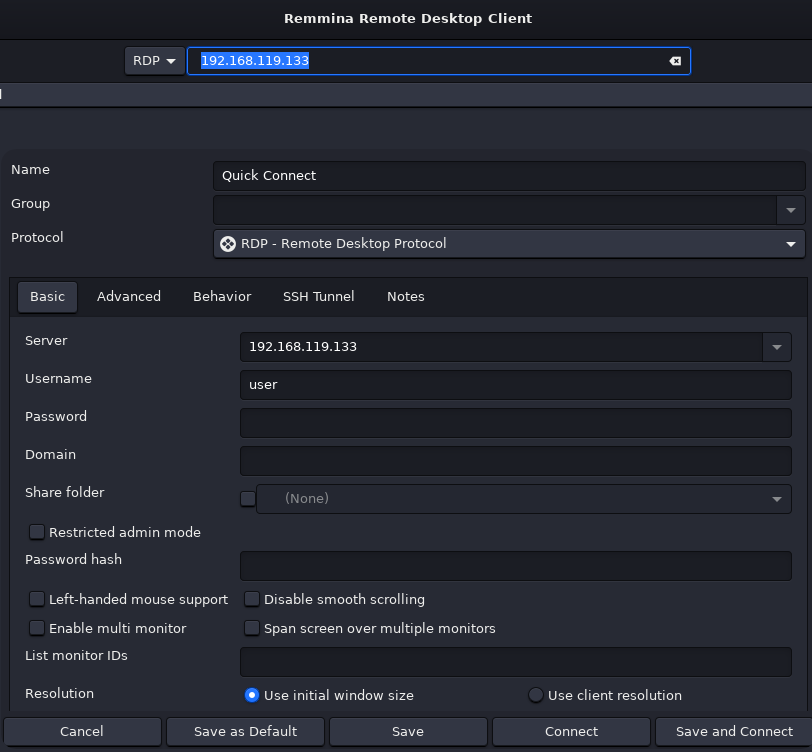 Remmina Remote Desktop Client
RDP 192.168.119.133
Name Quick Connect
Group
Protocol RDP - Remote Desktop Protocol
Basic Advanced Behavior SSH Tunnel Notes
Server 192.168.119.133
Username user
Password
Domain
Share folder (None)
Restricted admin mode
Password hash
Left-handed mouse support Disable smooth scrolling
Enable multi monitor Span screen over multiple monitors
List monitor IDs
Resolution Use initial window size Use client resolution
Cancel Save as Default Save Connect Save and Connect